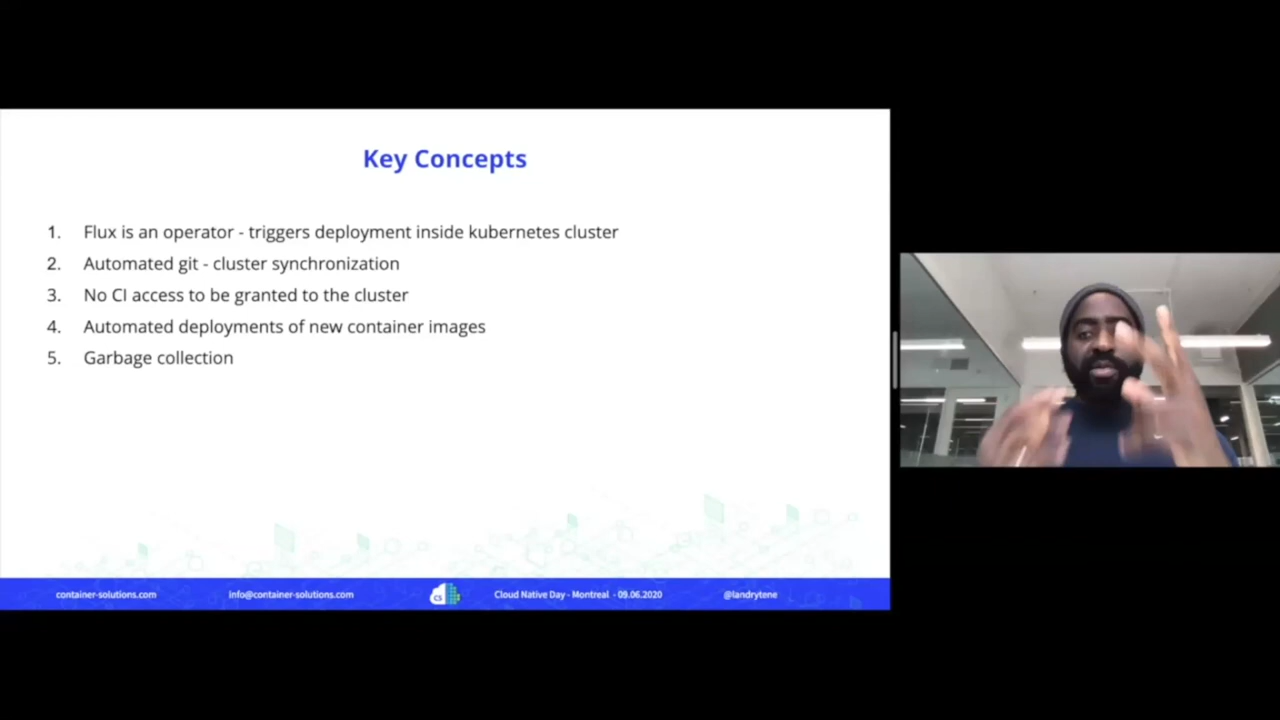 Key Concepts
1. Flux is an operator - triggers deployment inside kubernetes cluster
2. Automated git - cluster synchronization
3. No CI access to be granted to the cluster
4. Automated deployments of new container images
5. Garbage collection
container-solutions.com info@container-solutions.com CS Cloud Native Day - Montreal - 09.06.2020 @landrytene